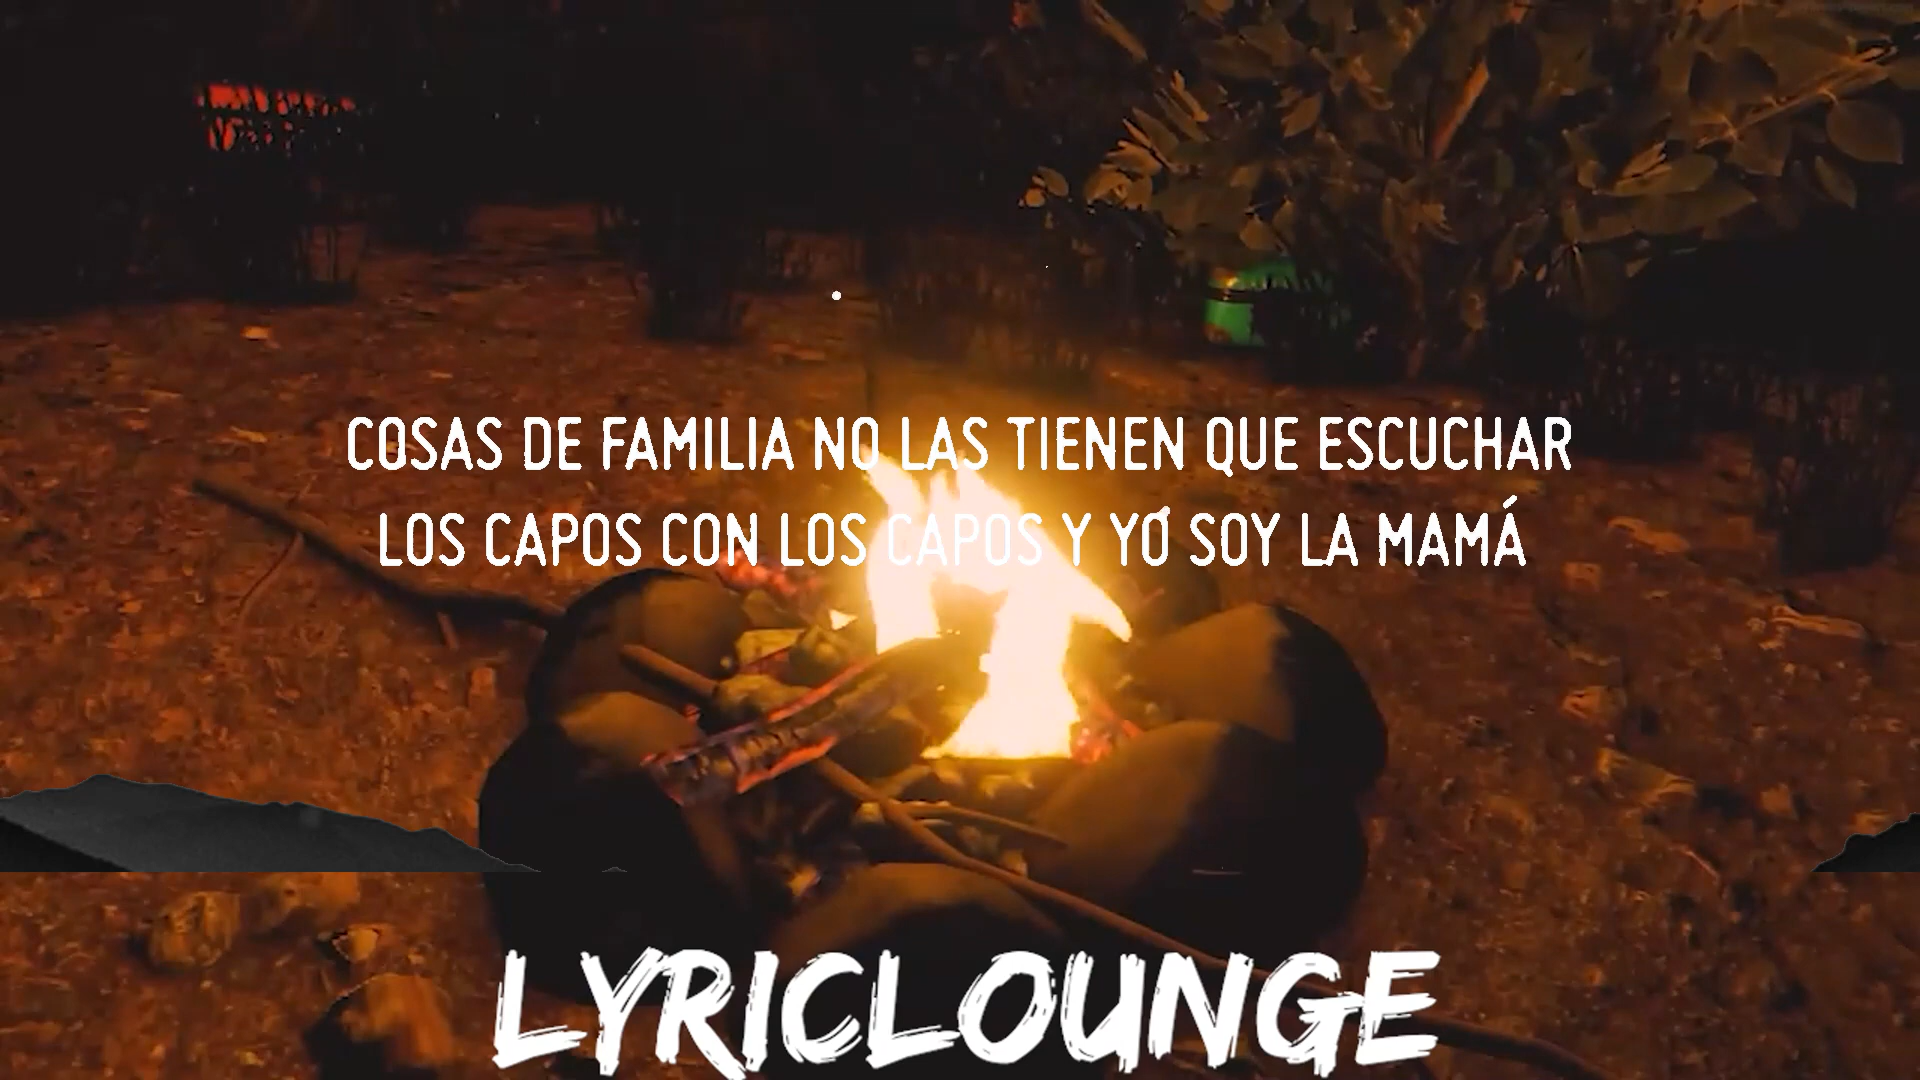 COSAS DE FAMILIA NO LAS TIENEN QUE ESCUCHAR
LOS CAPOS CON LOS CAPOS Y YO SOY LA MAMÁ
LYRICLOUNGE